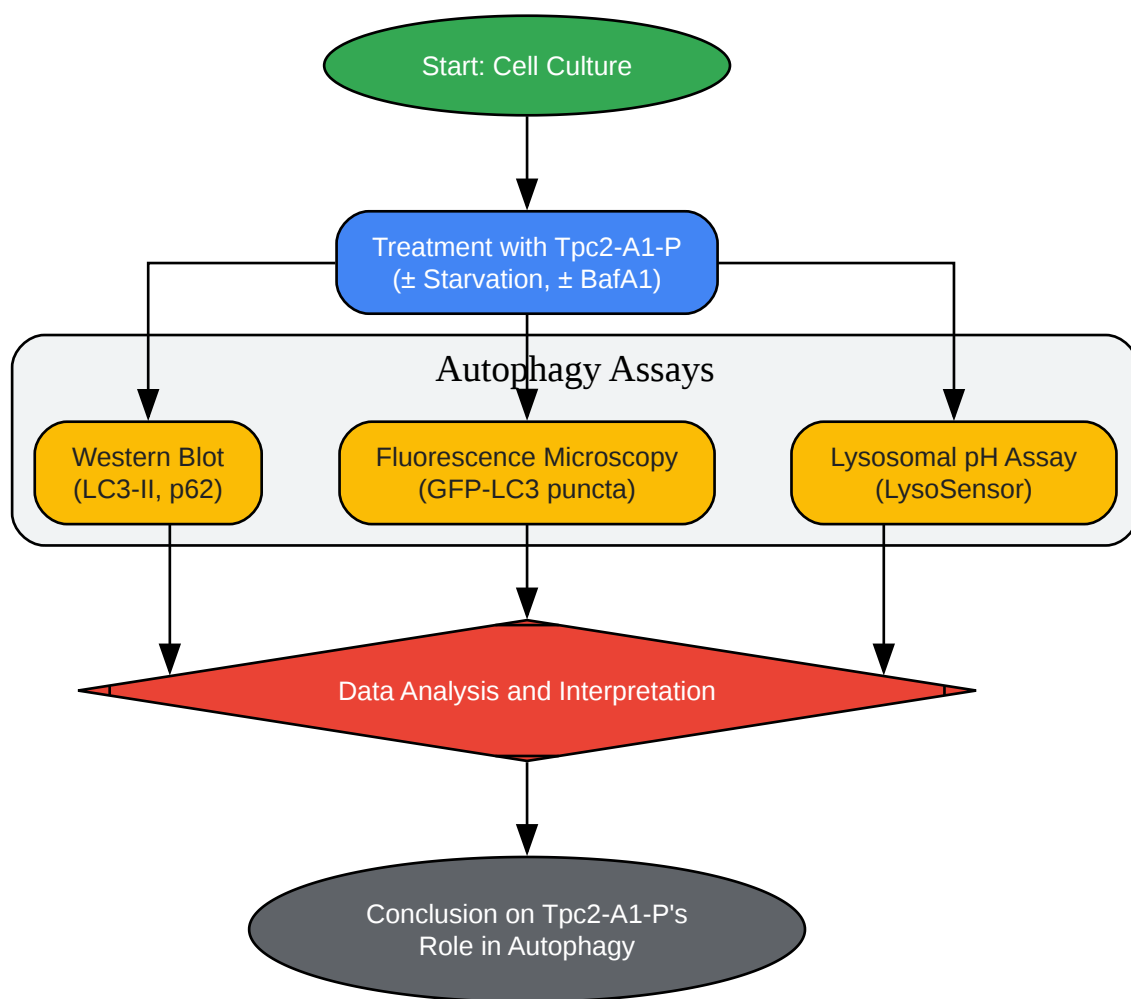 Start: Cell Culture
Treatment with Tpc2-A1-P
(± Starvation, ± BafA1)
Autophagy Assays
Western Blot
(LC3-II, p62)
Fluorescence Microscopy
(GFP-LC3 puncta)
Lysosomal pH Assay
(LysoSensor)
Data Analysis and Interpretation
Conclusion on Tpc2-A1-P's
Role in Autophagy